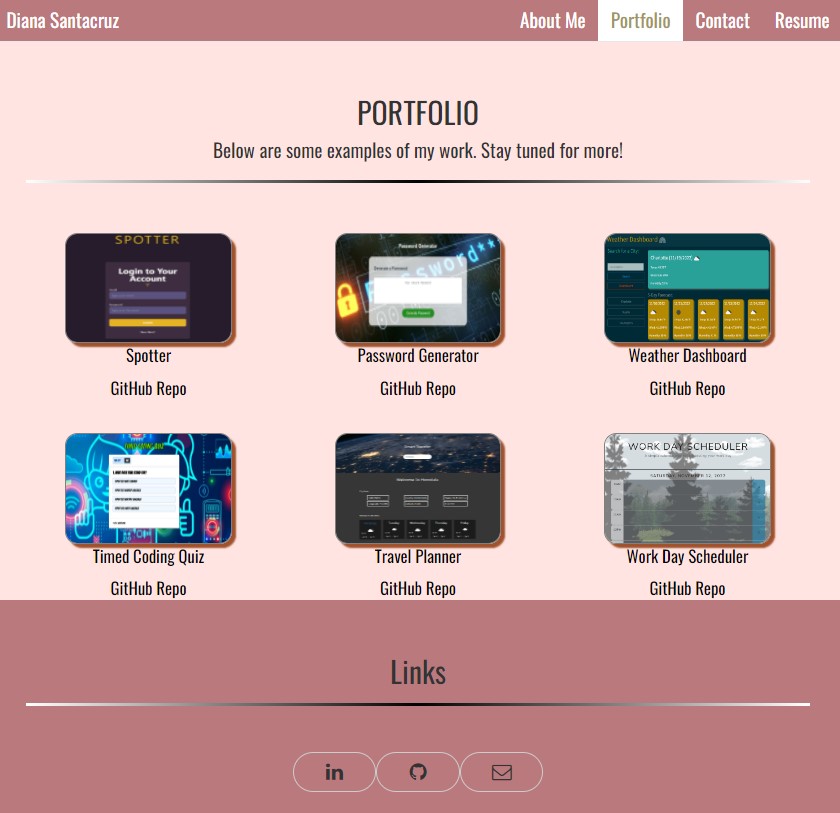 Diana Santacruz
About Me Portfolio Contact Resume
PORTFOLIO
Below are some examples of my work. Stay tuned for more!
SPOTTER
Login to Your
Account
Password Generator
Weather Dashboard
Spotter Password Generator Weather Dashboard
GitHub Repo GitHub Repo GitHub Repo
WORK DAY SCHEDULER
Timed Coding Quiz Travel Planner Work Day Scheduler
GitHub Repo GitHub Repo GitHub Repo
Links
in